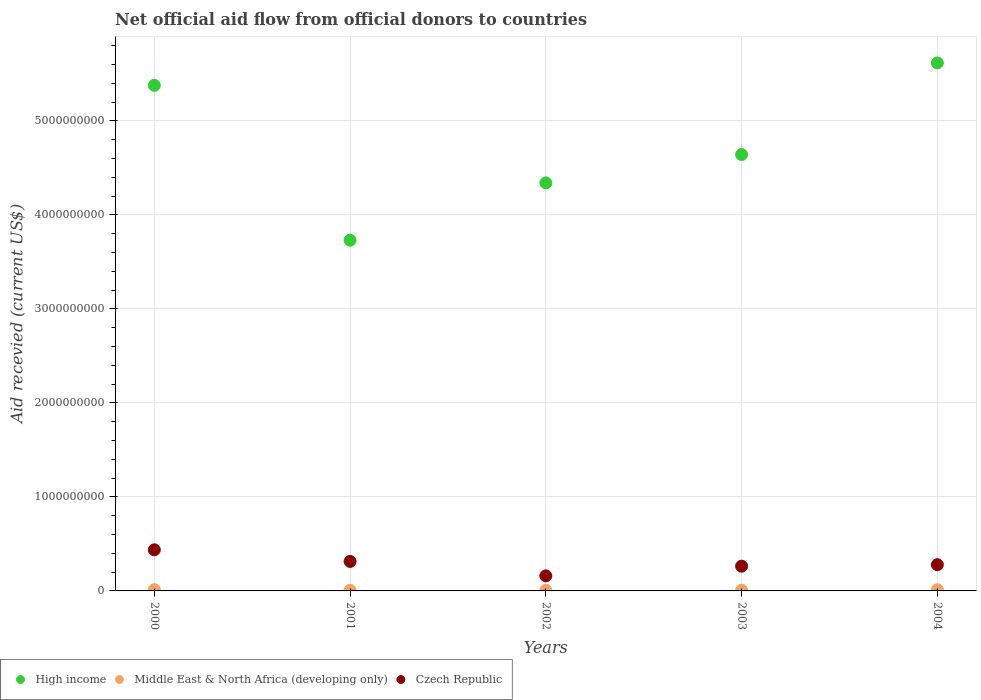 Net official aid flow from official donors to countries
Aid recevied (current US$)
5000000000
4000000000
3000000000
2000000000
1000000000
0
2000
2001
2002
2003
2004
Years
High income
Middle East & North Africa (developing only)
Czech Republic